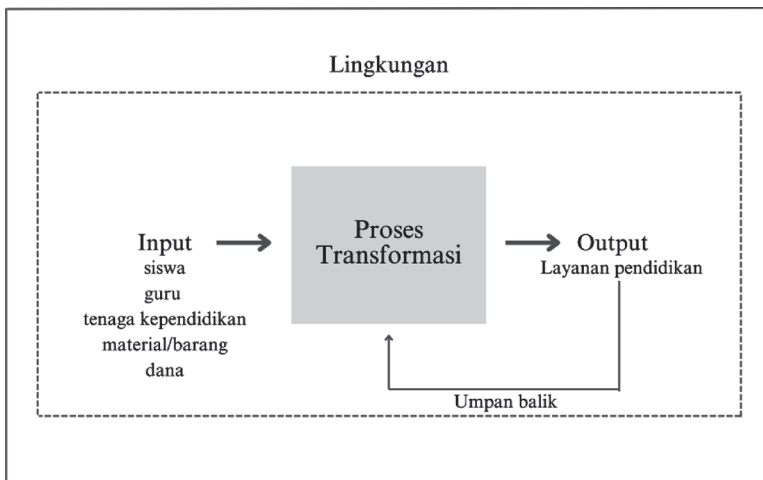 Lingkungan
Input
siswa
guru
tenaga kependidikan
material/barang
dana
Proses
Transformasi
Output
Layanan pendidikan
Umpan balik